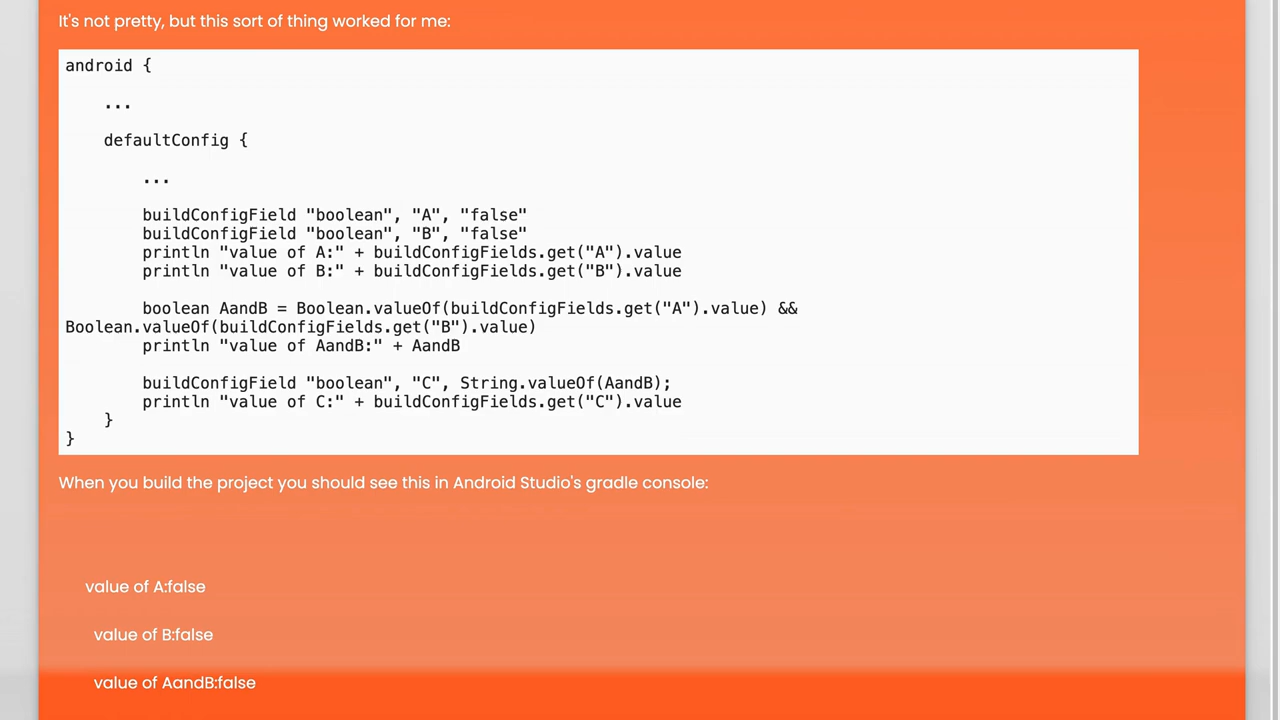 It's not pretty, but this sort of thing worked for me:
android {
...
defaultConfig {
...
buildConfigField "boolean", "A", "false"
buildConfigField "boolean", "B", "false"
println "value of A:" + buildConfigFields.get("A").value
println "value of B:" + buildConfigFields.get("B").value
boolean AandB = Boolean.valueOf(buildConfigFields.get("A").value) &&
Boolean.valueOf(buildConfigFields.get("B").value)
println "value of AandB:" + AandB
buildConfigField "boolean", "C", String.valueOf(AandB);
println "value of C:" + buildConfigFields.get("C").value
}
}
When you build the project you should see this in Android Studio's gradle console:
value of A:false
value of B:false
value of AandB:false